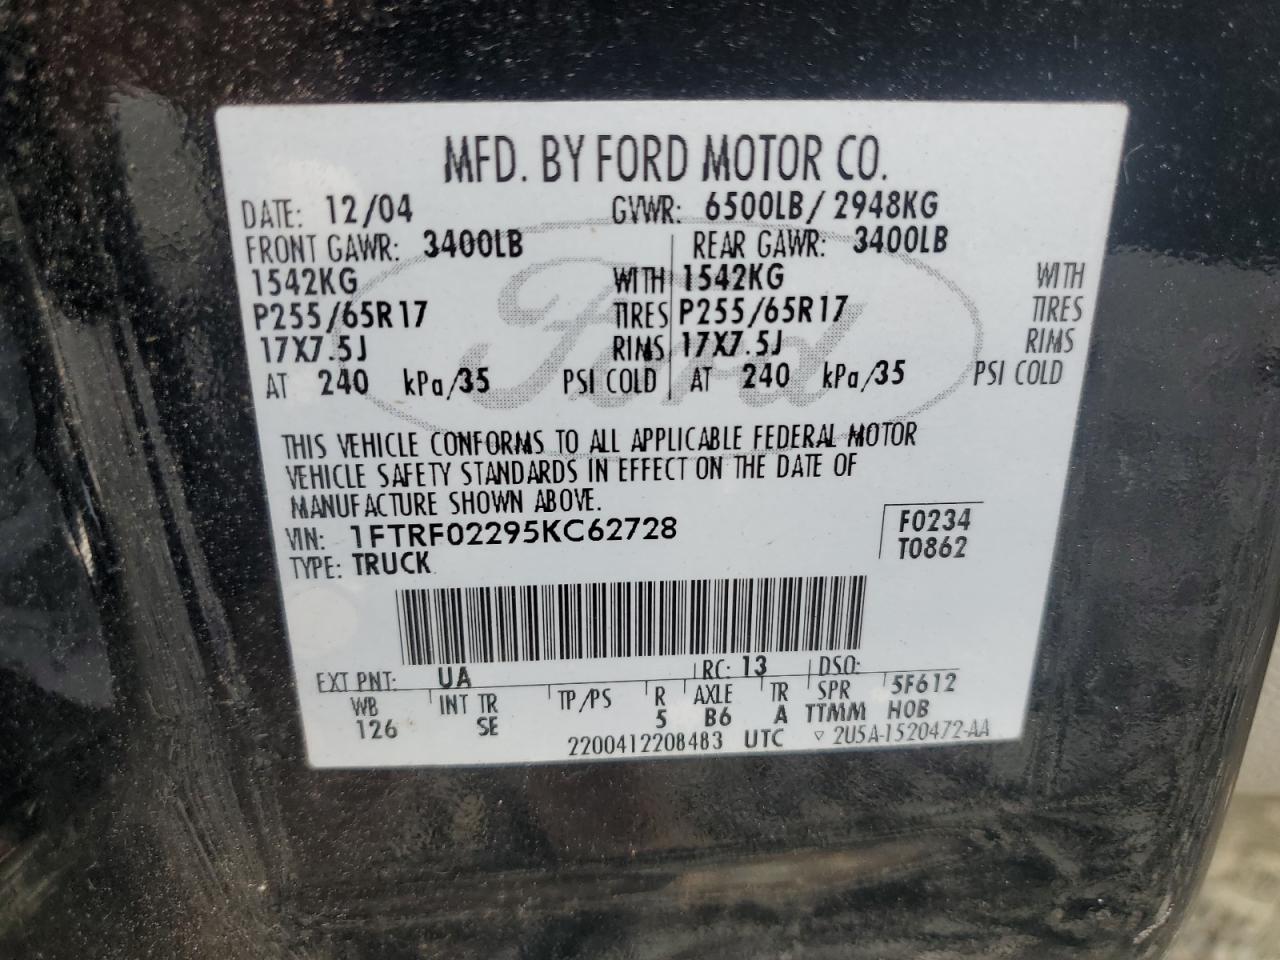 MFD. BY FORD MOTOR CO.
DATE: 12/04 GVWR: 6500LB/ 2948KG
FRONT GAWR: 3400LB REAR GAWR: 3400LB
1542KG WITH 1542KG WITH
P255/65R17 TIRES P255/65R17 TIRES
17X7.5J RIMS 17X7.5J RIMS
AT 240 kPa/35 PSI COLD AT 240 kPa/35 PSI COLD
Ford
THIS VEHICLE CONFORMS TO ALL APPLICABLE FEDERAL MOTOR
VEHICLE SAFETY STANDARDS IN EFFECT ON THE DATE OF
MANUFACTURE SHOWN ABOVE.
VIN: 1FTRF02295KC62728 F0234
TYPE: TRUCK T0862
EXT PNT: UA RC: 13 DSO:
WB INT TR TP/PS R AXLE TR SPR 5F612
126 SE 5 B6 A TTMM H0B
2200412208483 UTC ▽ 2U5A-1520472-AA